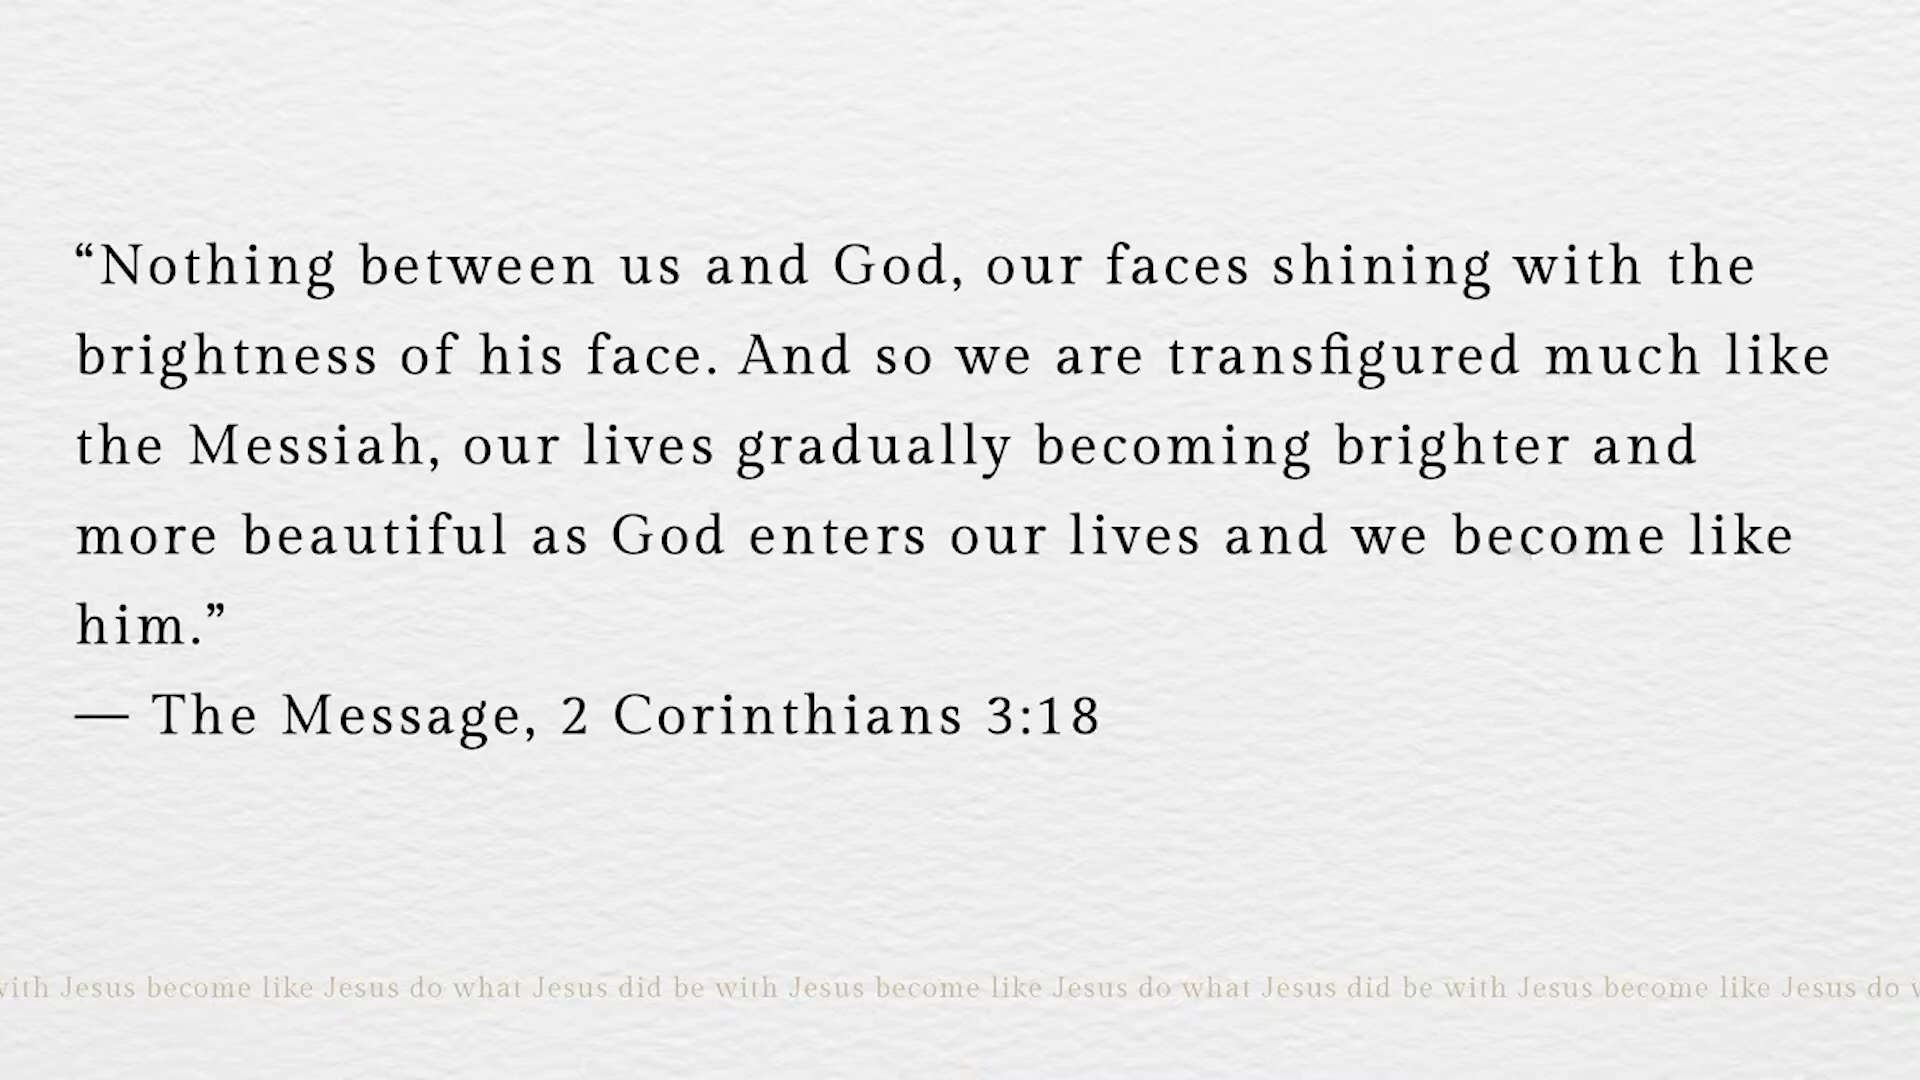 “Nothing between us and God, our faces shining with the
brightness of his face. And so we are transfigured much like
the Messiah, our lives gradually becoming brighter and
more beautiful as God enters our lives and we become like
him.”
— The Message, 2 Corinthians 3:18
with Jesus become like Jesus do what Jesus did be with Jesus become like Jesus do what Jesus did be with Jesus become like Jesus do